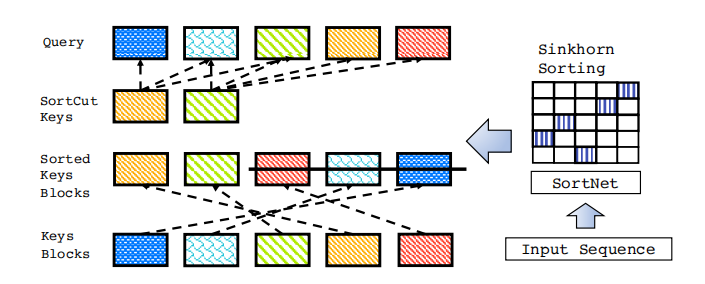 Query
SortCut
Keys
Sorted
Keys
Blocks
Keys
Blocks
Sinkhorn
Sorting
SortNet
Input Sequence